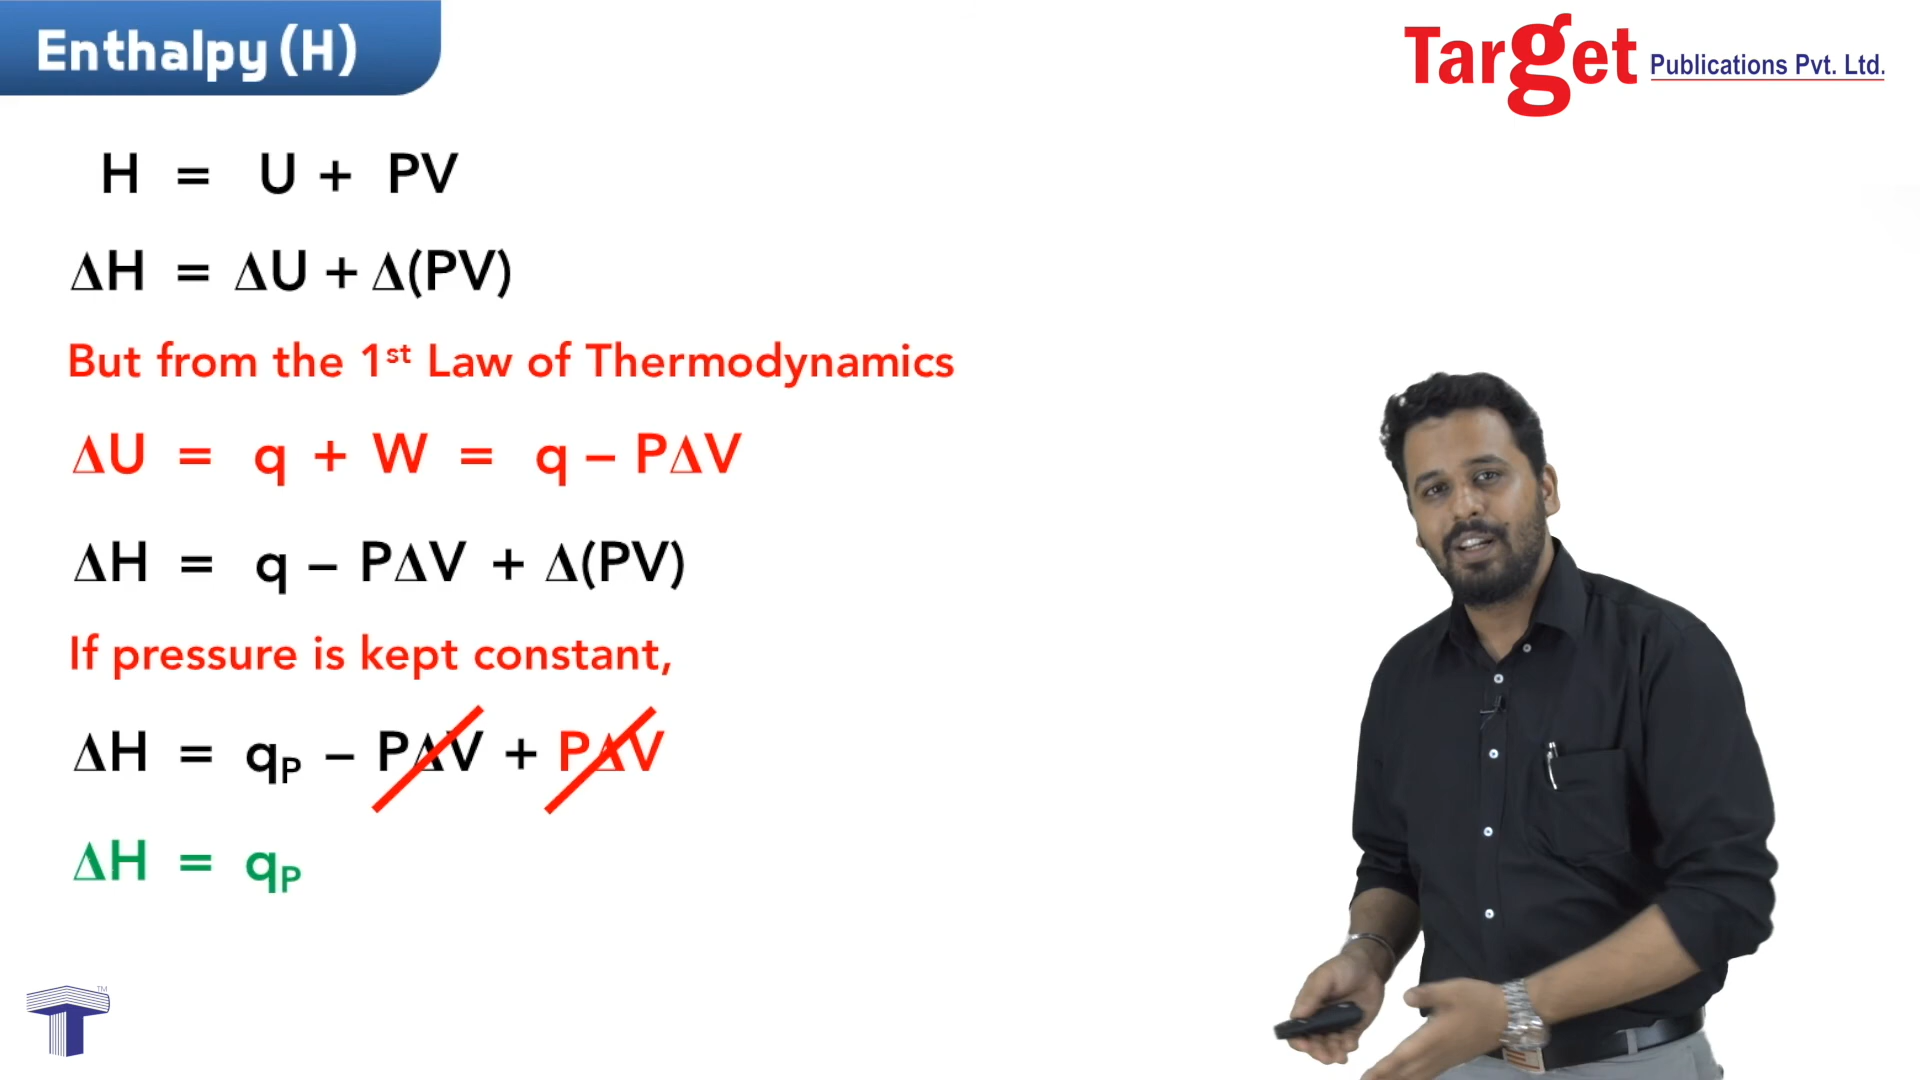 Enthalpy (H)
Target Publications Pvt. Ltd.
H = U + PV
ΔH = ΔU + Δ(PV)
But from the 1st Law of Thermodynamics
ΔU = q + W = q – PΔV
ΔH = q – PΔV + Δ(PV)
If pressure is kept constant,
ΔH = qP – PΔV + PΔV
ΔH = qP
TM